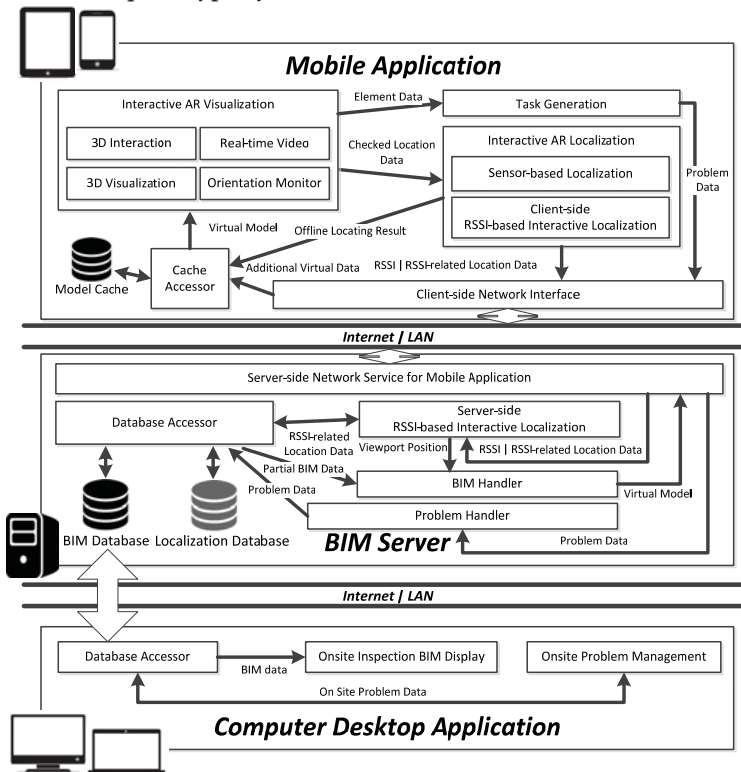 Mobile Application
Interactive AR Visualization
3D Interaction
Real-time Video
3D Visualization
Orientation Monitor
Element Data
Task Generation
Checked Location
Data
Interactive AR Localization
Sensor-based Localization
Client-side
RSSI-based Interactive Localization
Problem
Data
Virtual Model
Offline Locating Result
Model Cache
Cache
Accessor
Additional Virtual Data
RSSI | RSSI-related Location Data
Client-side Network Interface
Internet / LAN
Server-side Network Service for Mobile Application
Database Accessor
RSSI-related
Location Data
Server-side
RSSI-based Interactive Localization
Viewport Position
RSSI | RSSI-related Location Data
Partial BIM Data
BIM Handler
Virtual Model
Problem Data
Problem Handler
Problem Data
BIM Database
Localization Database
BIM Server
Internet / LAN
Database Accessor
BIM data
Onsite Inspection BIM Display
Onsite Problem Management
On Site Problem Data
Computer Desktop Application